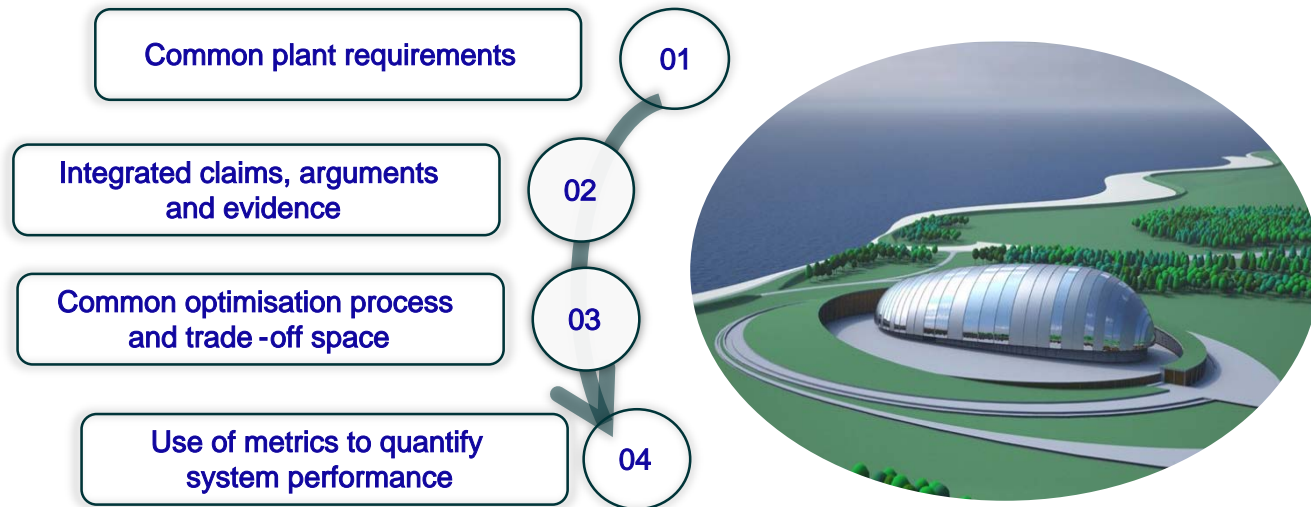 Common plant requirements
01
Integrated claims, arguments
and evidence
02
Common optimisation process
and trade -off space
03
Use of metrics to quantify
system performance
04